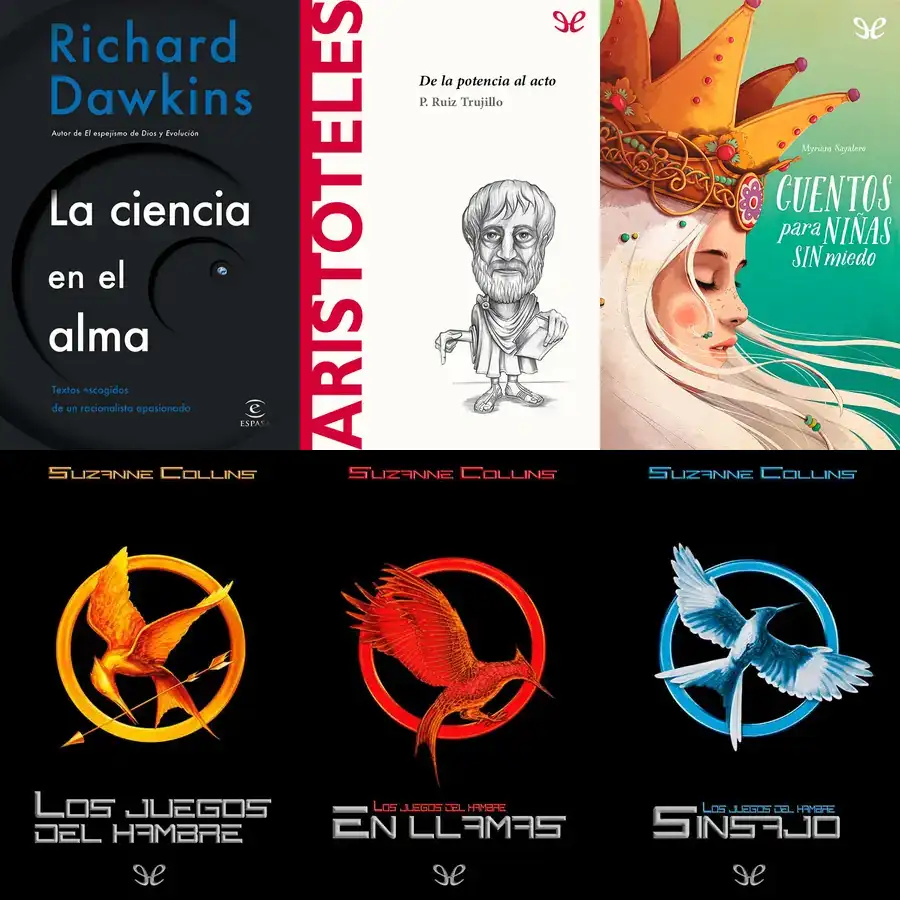 Richard
Dawkins
Autor de El espejismo de Dios y Evolución
La ciencia
en el
alma
Textos escogidos
de un racionalista apasionado
ESPASA
ARISTÓTELES
De la potencia al acto
P. Ruiz Trujillo
Myriam Sayalero
CUENTOS
para NIÑAS
SIN miedo
SUZANNE COLLINS
LOS JUEGOS
DEL HAMBRE
SUZANNE COLLINS
LOS JUEGOS DEL HAMBRE
EN LLAMAS
SUZANNE COLLINS
LOS JUEGOS DEL HAMBRE
SINSAJO